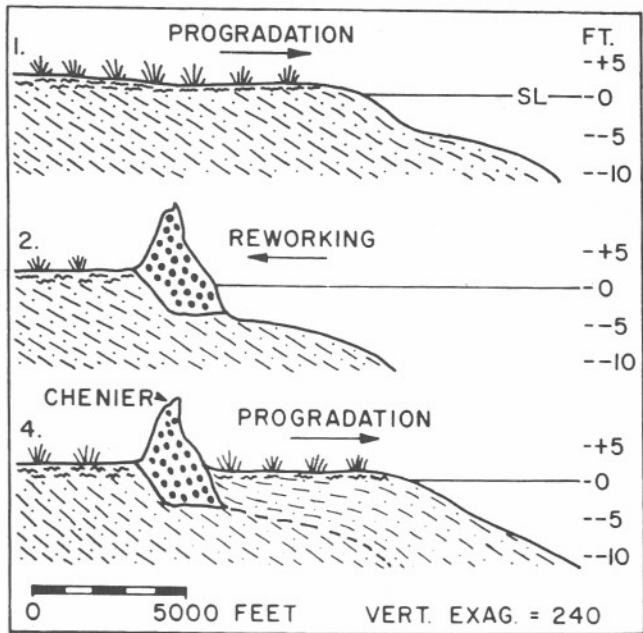 PROGRADATION
1.
FT.
-+5
SL -0
--5
--10
2.
REWORKING
-+5
-0
--5
--10
CHENIER
4.
PROGRADATION
-+5
-0
--5
--10
0 5000 FEET VERT. EXAG. = 240